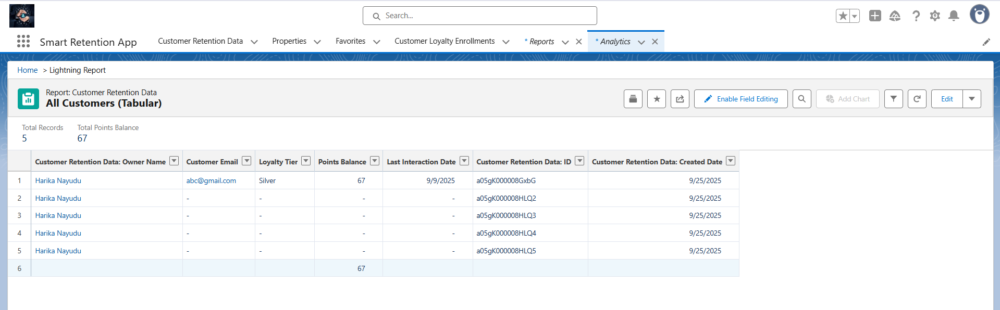 Search...
Smart Retention App Customer Retention Data Properties Favorites Customer Loyalty Enrollments * Reports * Analytics
Home > Lightning Report
Report: Customer Retention Data
All Customers (Tabular)
Enable Field Editing Add Chart Edit
Total Records Total Points Balance
5 67
Customer Retention Data: Owner Name Customer Email Loyalty Tier Points Balance Last Interaction Date Customer Retention Data: ID Customer Retention Data: Created Date
1 Harika Nayudu abc@gmail.com Silver 67 9/9/2025 a05gK000008GxbG 9/25/2025
2 Harika Nayudu - - - - a05gK000008HLQ2 9/25/2025
3 Harika Nayudu - - - - a05gK000008HLQ3 9/25/2025
4 Harika Nayudu - - - - a05gK000008HLQ4 9/25/2025
5 Harika Nayudu - - - - a05gK000008HLQ5 9/25/2025
6 67